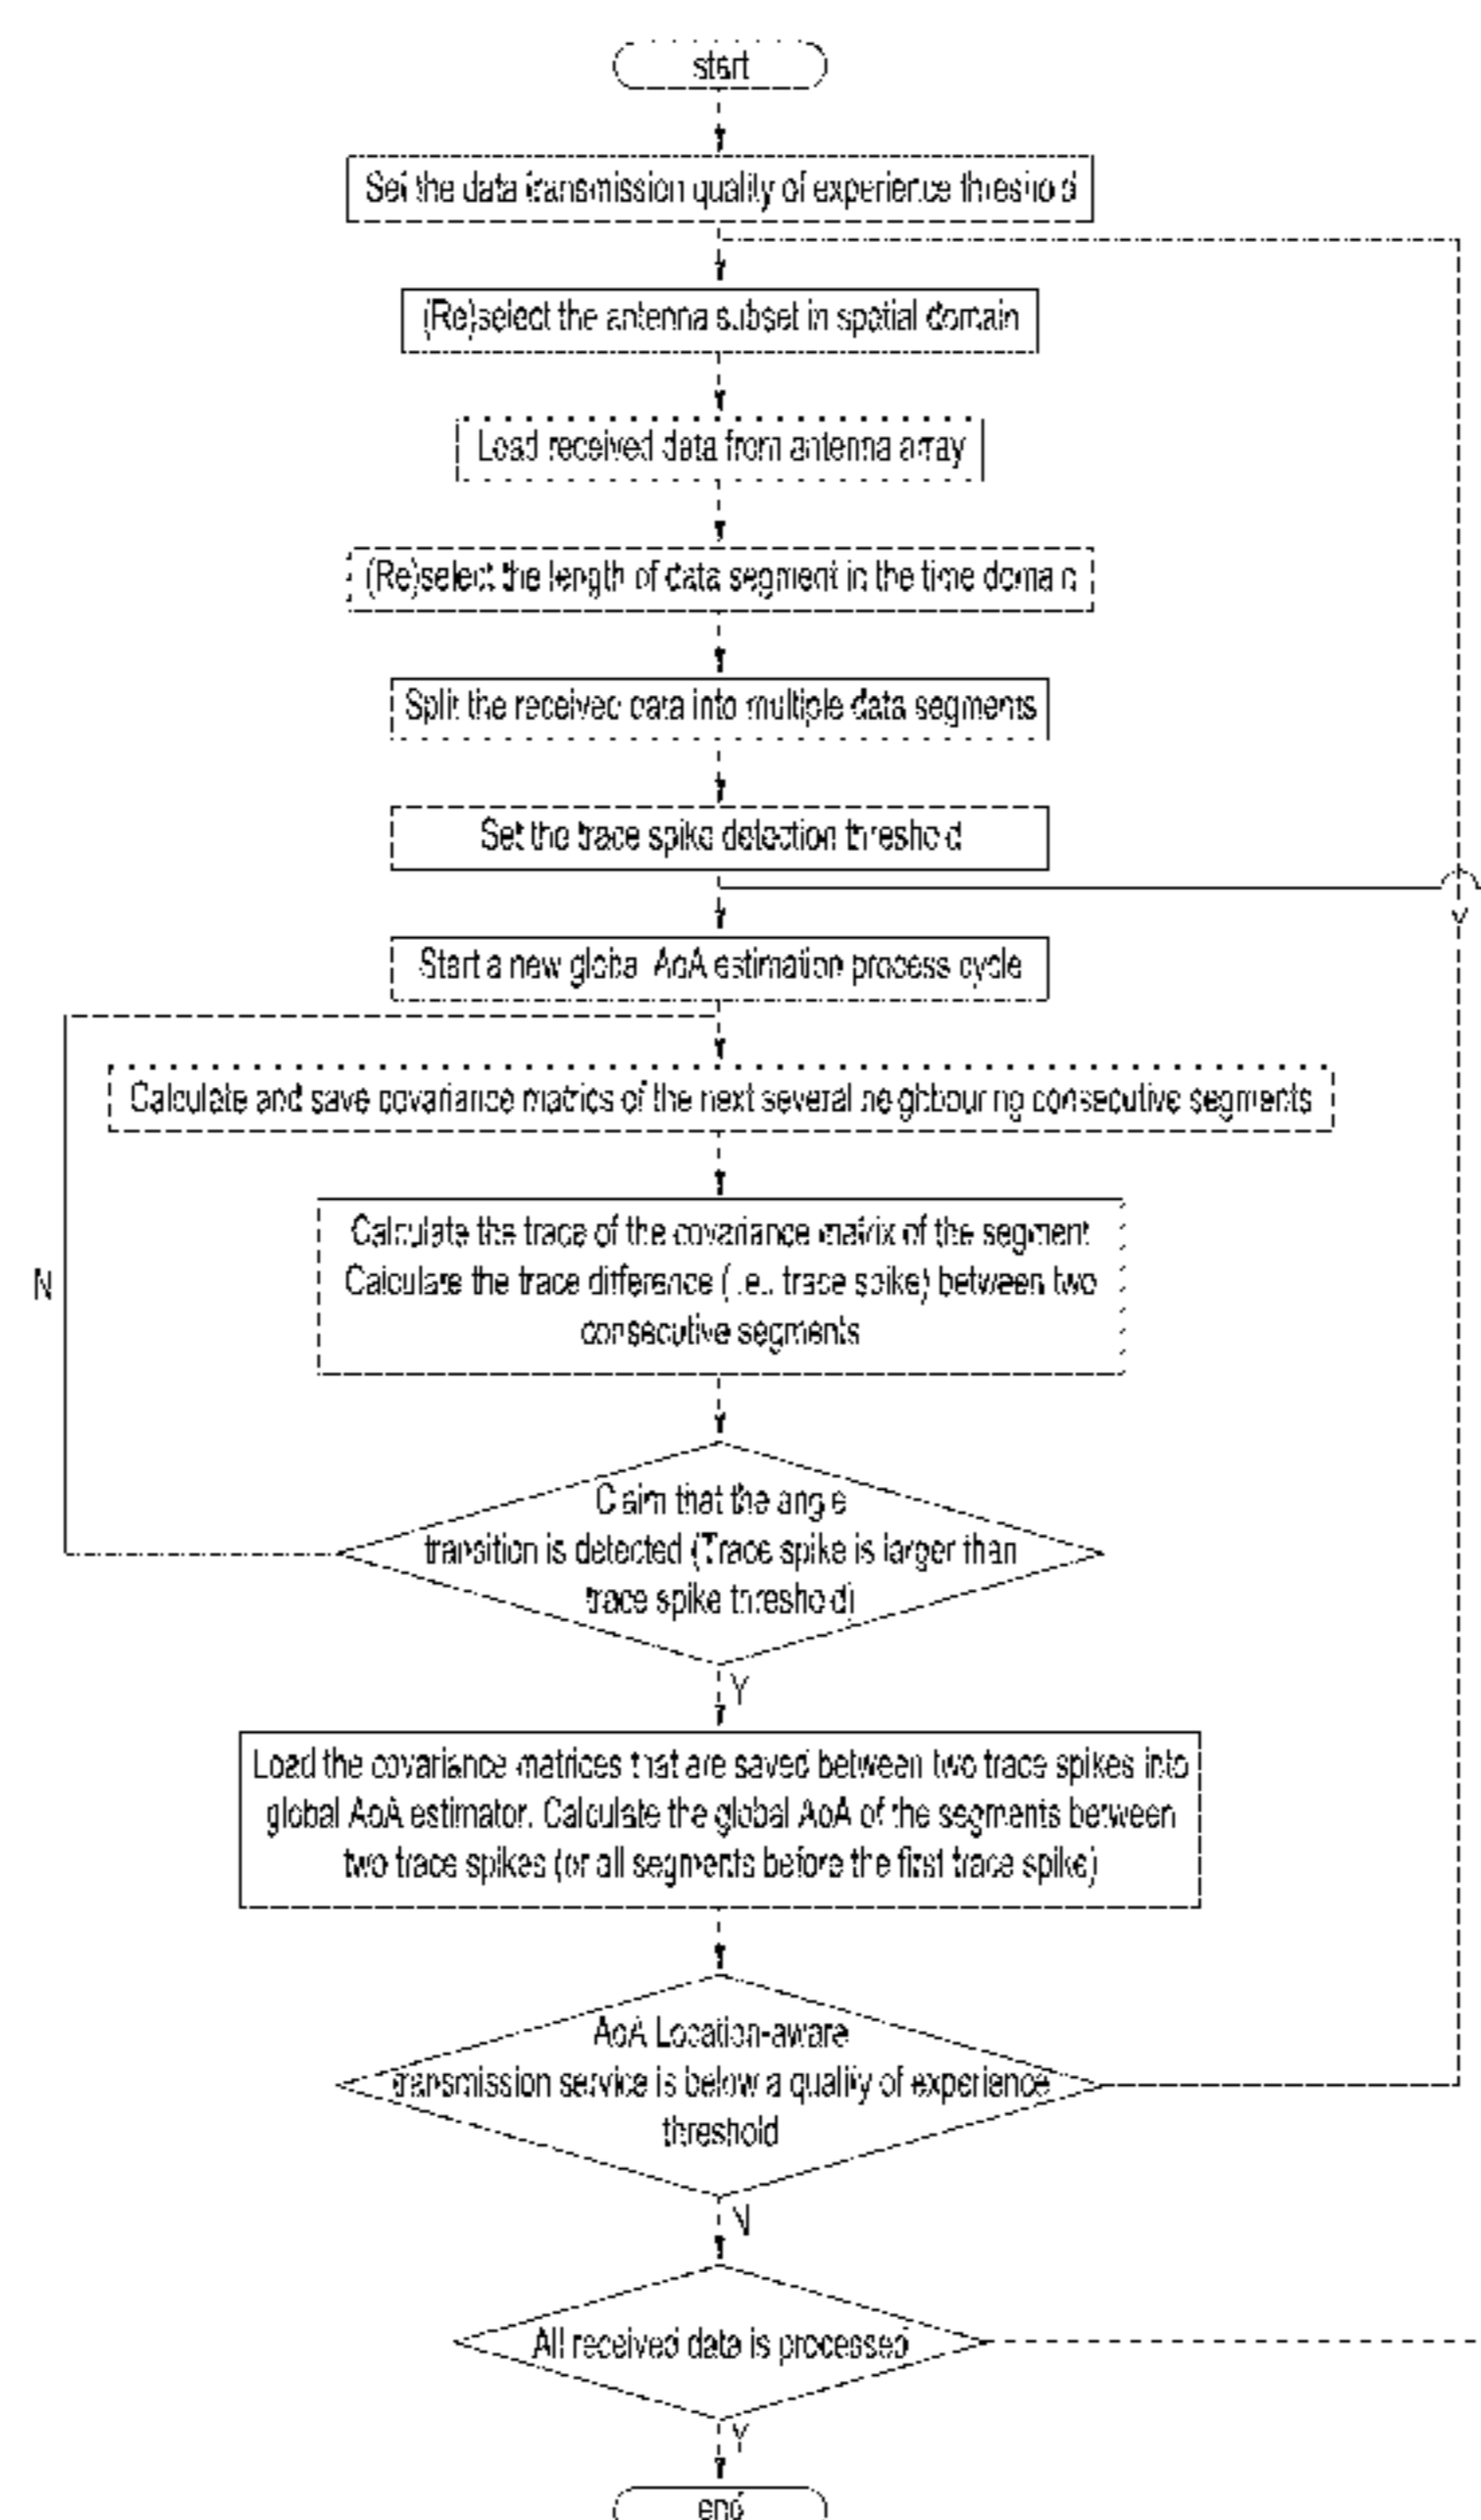 start
Set the data transmission quality of experience threshold
(Re)select the antenna subset in spatial domain
Load received data from antenna array
(Re)select the length of data segment in the time domain
Split the received data into multiple data segments
Set the trace spike detection threshold
Y
Start a new global AoA estimation process cycle
Calculate and save covariance matrics of the next several neighbouring consecutive segments
N
Calculate the trace of the covariance matrix of the segment
Calculate the trace difference (i.e. trace spike) between two
consecutive segments
Claim that the angle
transition is detected (Trace spike is larger than
trace spike threshold)
Y
Load the covariance matrices that are saved between two trace spikes into
global AoA estimator. Calculate the global AoA of the segments between
two trace spikes (or all segments before the first trace spike)
AoA Location-aware
transmission service is below a quality of experience
threshold
N
All received data is processed
Y
end